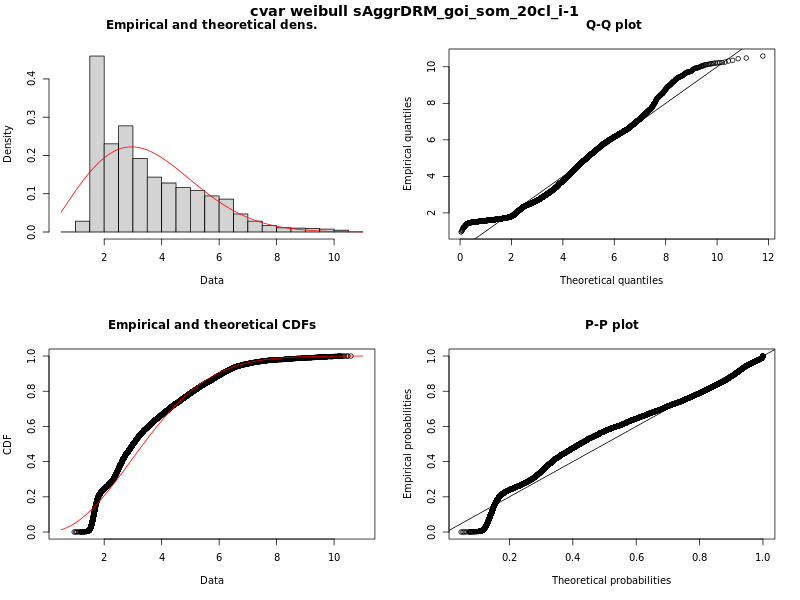 cvar weibull sAggrDRM_goi_som_20cl_i-1
Empirical and theoretical dens.
Density
0.0 0.1 0.2 0.3 0.4
2 4 6 8 10
Data
Q-Q plot
Empirical quantiles
2 4 6 8 10
0 2 4 6 8 10 12
Theoretical quantiles
Empirical and theoretical CDFs
CDF
0.0 0.2 0.4 0.6 0.8 1.0
2 4 6 8 10
Data
P-P plot
Empirical probabilities
0.0 0.2 0.4 0.6 0.8 1.0
0.2 0.4 0.6 0.8 1.0
Theoretical probabilities